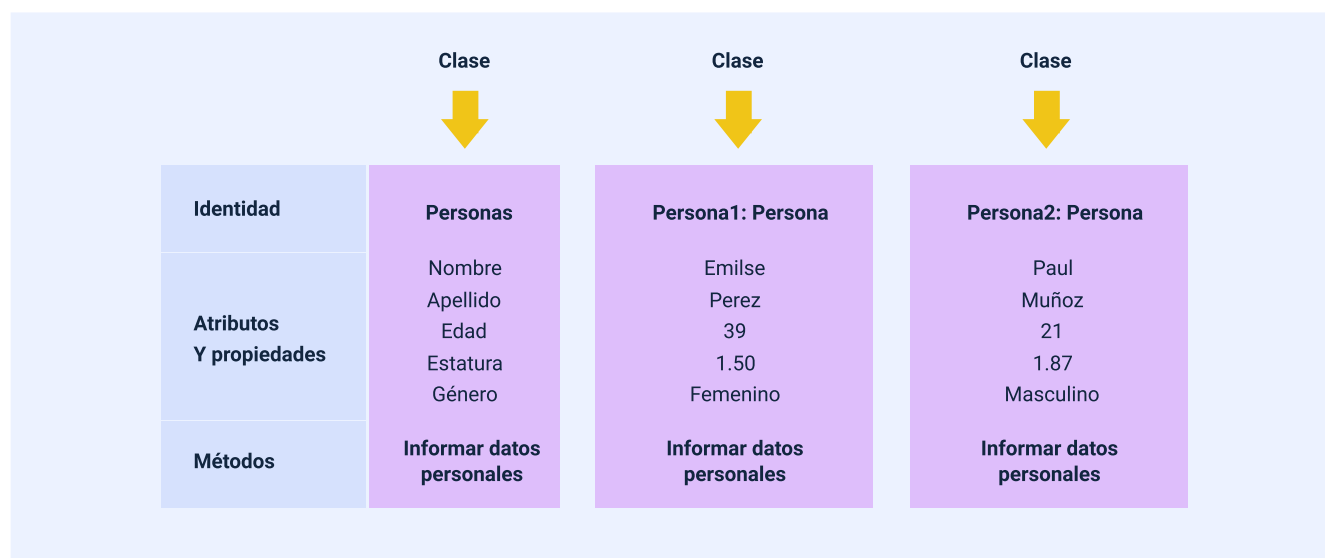 Clase
Clase
Clase
Identidad
Personas
Persona1: Persona
Persona2: Persona
Atributos
Y propiedades
Nombre
Apellido
Edad
Estatura
Género
Emilse
Perez
39
1.50
Femenino
Paul
Muñoz
21
1.87
Masculino
Métodos
Informar datos
personales
Informar datos
personales
Informar datos
personales